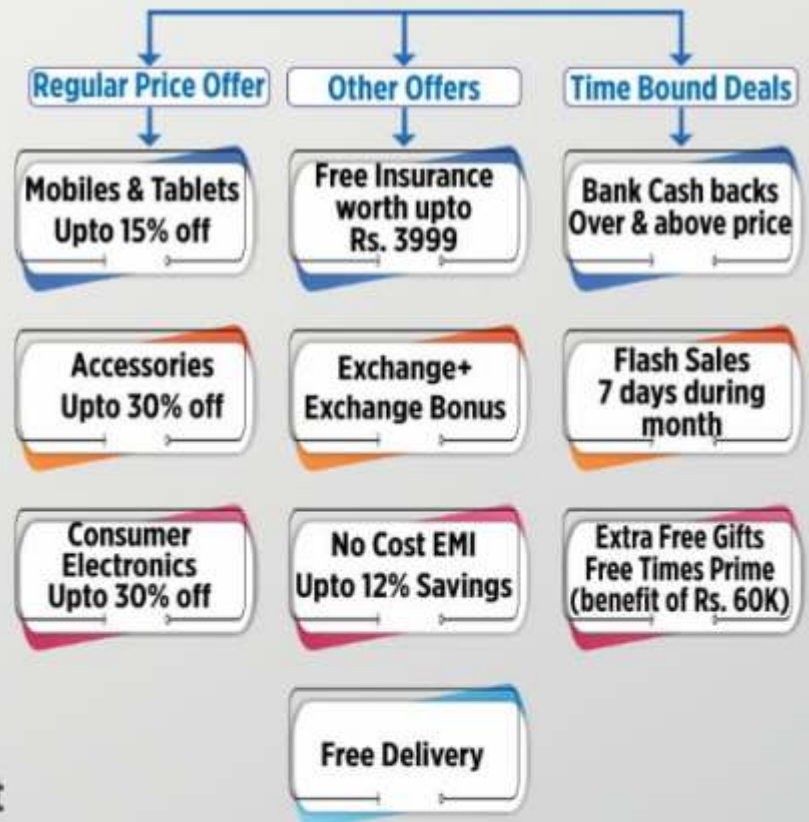 Regular Price Offer
Mobiles & Tablets
Upto 15% off
Accessories
Upto 30% off
Consumer
Electronics
Upto 30% off
Other Offers
Free Insurance
worth upto
Rs. 3999
Exchange+
Exchange Bonus
No Cost EMI
Upto 12% Savings
Free Delivery
Time Bound Deals
Bank Cash backs
Over & above price
Flash Sales
7 days during
month
Extra Free Gifts
Free Times Prime
(benefit of Rs. 60K)